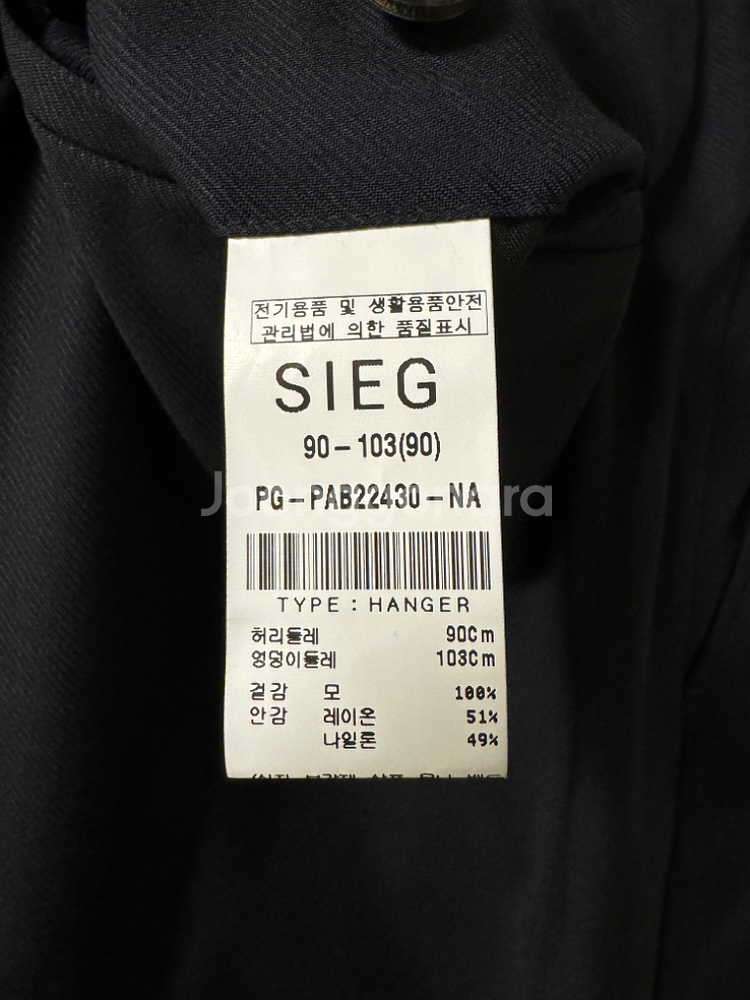 전기용품 및 생활용품안전
관리법에 의한 품질표시
SIEG
90-103(90)
PG-PAB22430-NA
Joonggonara
TYPE : HANGER
허리둘레 90Cm
엉덩이둘레 103Cm
겉감 모 100%
안감 레이온 51%
나일론 49%